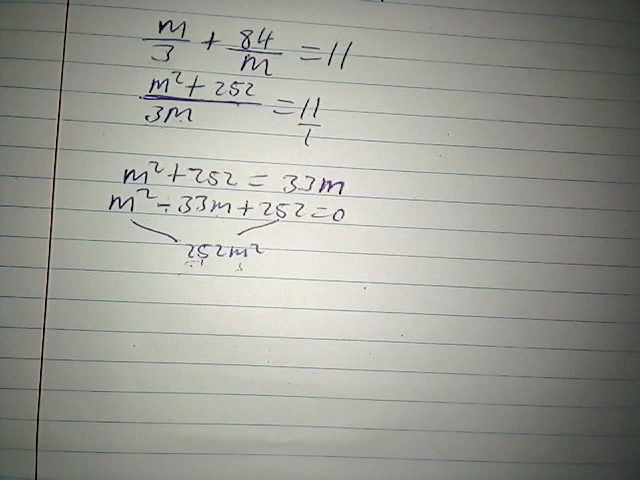 m/3 + 84/m = 11
m² + 252/3m = 11/1
m² + 252 = 33m
m² - 33m + 252 = 0
252m²